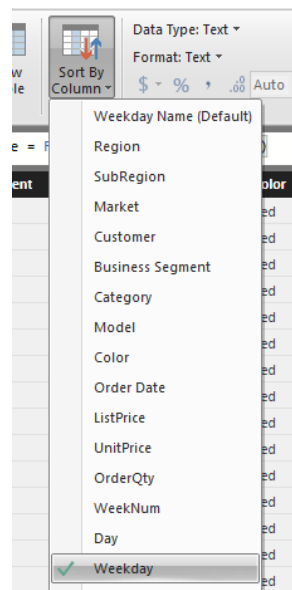 Data Type: Text
Format: Text
Sort By
Column
$ % , .00 Auto
Weekday Name (Default)
Region
SubRegion
Market
Customer
Business Segment
Category
Model
Color
Order Date
ListPrice
UnitPrice
OrderQty
WeekNum
Day
Weekday